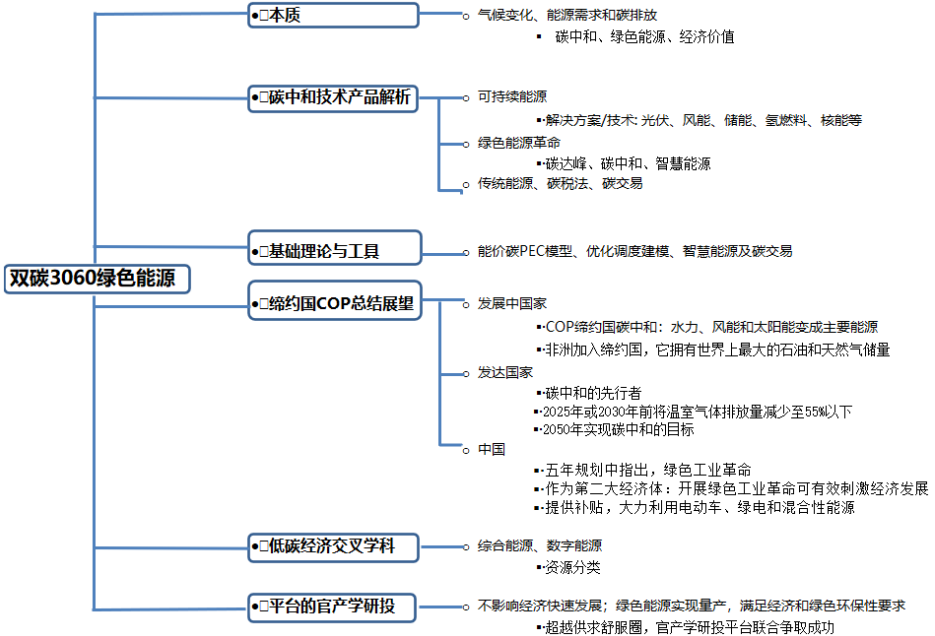 本质
气候变化、能源需求和碳排放
碳中和、绿色能源、经济价值
碳中和技术产品解析
可持续能源
解决方案/技术: 光伏、风能、储能、氢燃料、核能等
绿色能源革命
碳达峰、碳中和、智慧能源
传统能源、碳税法、碳交易
基础理论与工具
能价碳PEC模型、优化调度建模、智慧能源及碳交易
双碳3060绿色能源
缔约国COP总结展望
发展中国家
COP缔约国碳中和：水力、风能和太阳能变成主要能源
非洲加入缔约国，它拥有世界上最大的石油和天然气储量
发达国家
碳中和的先行者
2025年或2030年前将温室气体排放量减少至55%以下
2050年实现碳中和的目标
中国
五年规划中指出，绿色工业革命
作为第二大经济体：开展绿色工业革命可有效刺激经济发展
提供补贴，大力利用电动车、绿电和混合性能源
低碳经济交叉学科
综合能源、数字能源
资源分类
平台的官产学研投
不影响经济快速发展；绿色能源实现量产，满足经济和绿色环保性要求
超越供求舒服圈，官产学研投平台联合争取成功